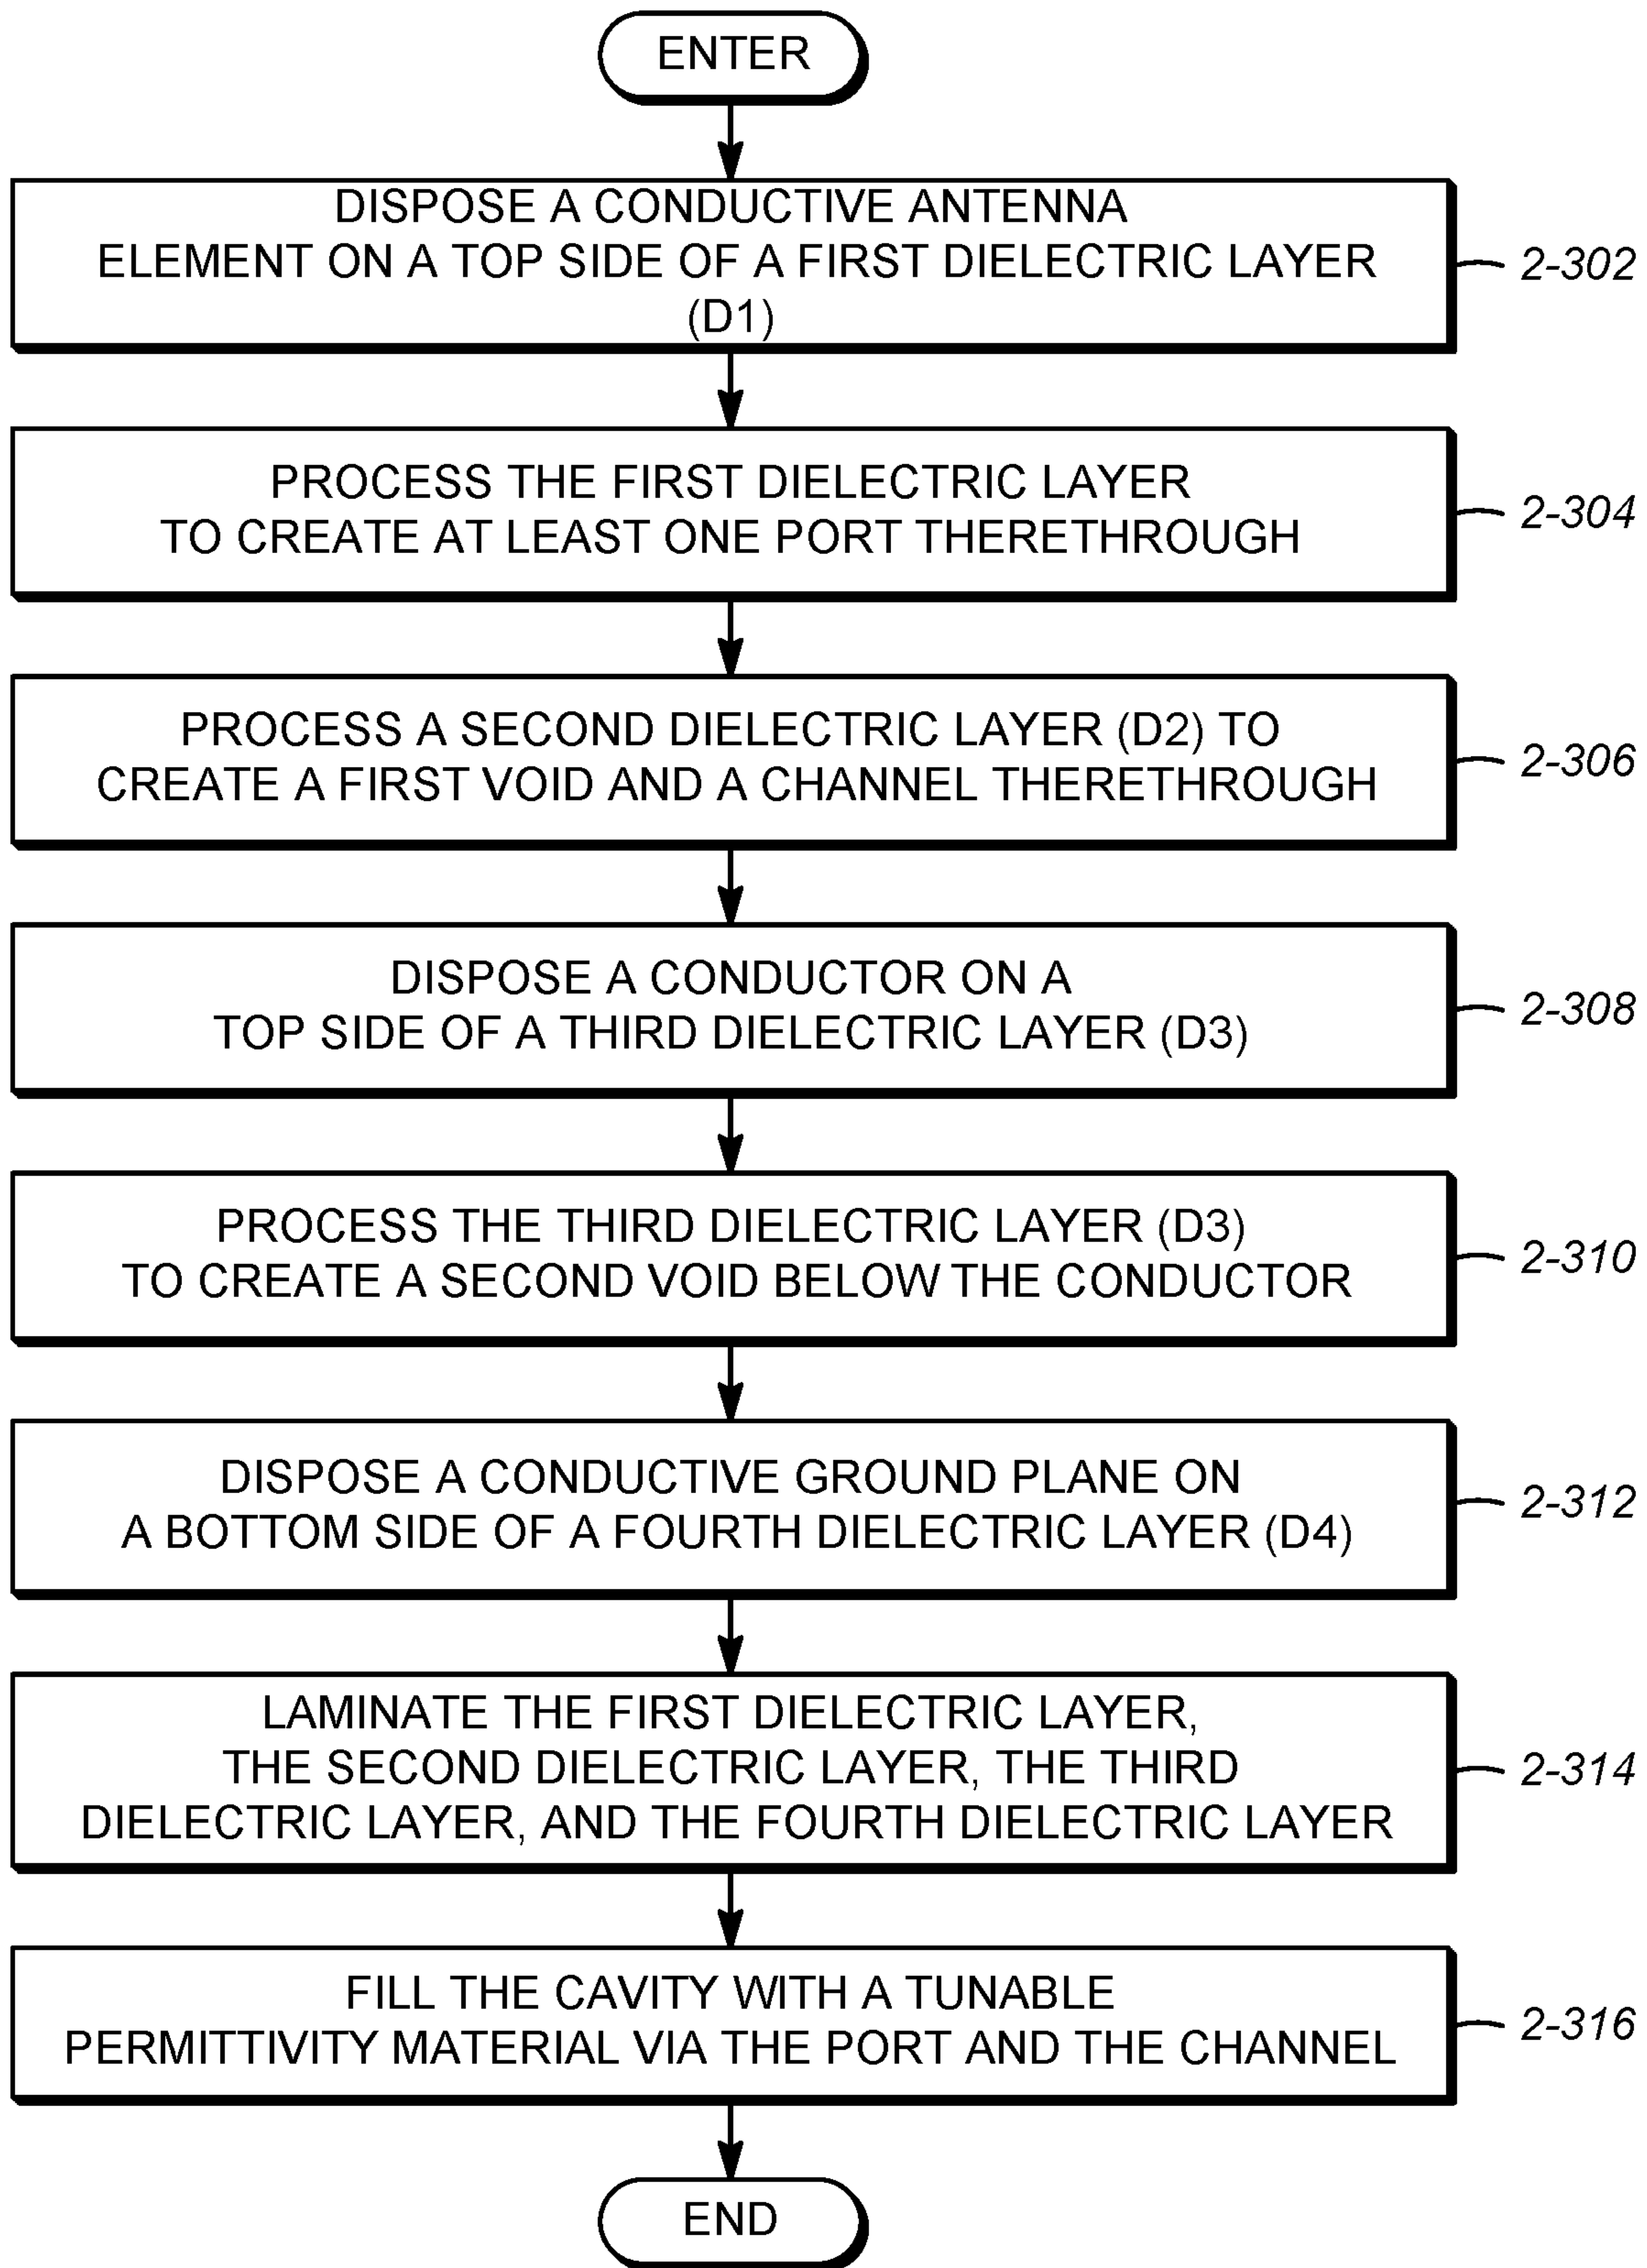 ENTER
DISPOSE A CONDUCTIVE ANTENNA
ELEMENT ON A TOP SIDE OF A FIRST DIELECTRIC LAYER
(D1)
2-302
PROCESS THE FIRST DIELECTRIC LAYER
TO CREATE AT LEAST ONE PORT THERETHROUGH
2-304
PROCESS A SECOND DIELECTRIC LAYER (D2) TO
CREATE A FIRST VOID AND A CHANNEL THERETHROUGH
2-306
DISPOSE A CONDUCTOR ON A
TOP SIDE OF A THIRD DIELECTRIC LAYER (D3)
2-308
PROCESS THE THIRD DIELECTRIC LAYER (D3)
TO CREATE A SECOND VOID BELOW THE CONDUCTOR
2-310
DISPOSE A CONDUCTIVE GROUND PLANE ON
A BOTTOM SIDE OF A FOURTH DIELECTRIC LAYER (D4)
2-312
LAMINATE THE FIRST DIELECTRIC LAYER,
THE SECOND DIELECTRIC LAYER, THE THIRD
DIELECTRIC LAYER, AND THE FOURTH DIELECTRIC LAYER
2-314
FILL THE CAVITY WITH A TUNABLE
PERMITTIVITY MATERIAL VIA THE PORT AND THE CHANNEL
2-316
END